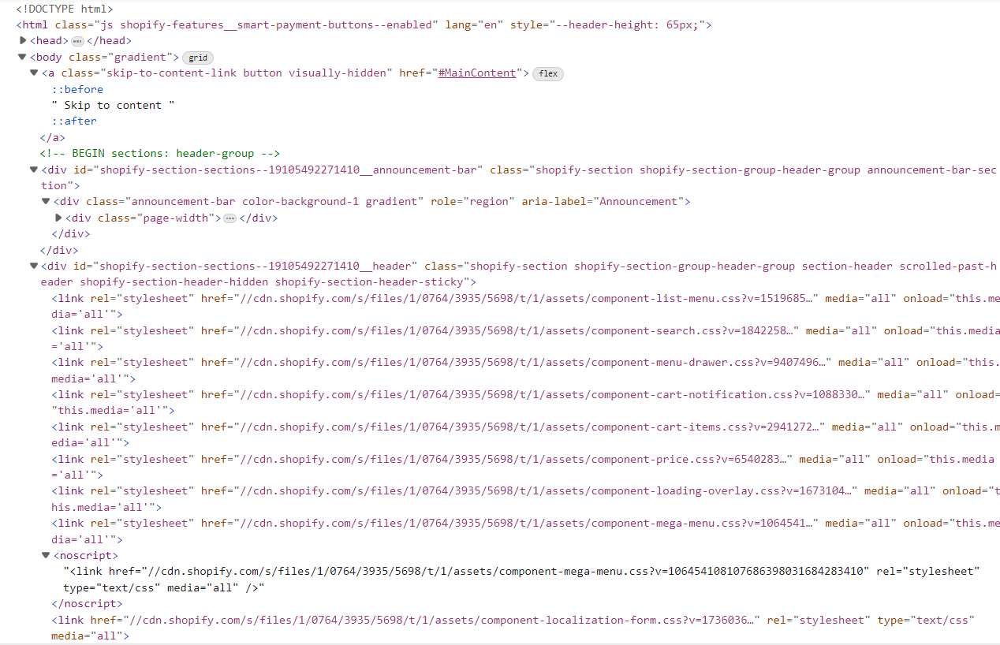 <!DOCTYPE html>
<html class="js shopify-features__smart-payment-buttons--enabled" lang="en" style="--header-height: 65px;">
▶<head> ⋯ </head>
▼<body class="gradient"> grid
▼<a class="skip-to-content-link button visually-hidden" href="#MainContent"> flex
::before
" Skip to content "
::after
</a>
<!-- BEGIN sections: header-group -->
▼<div id="shopify-section-sections--19105492271410__announcement-bar" class="shopify-section shopify-section-group-header-group announcement-bar-sec
tion">
▼<div class="announcement-bar color-background-1 gradient" role="region" aria-label="Announcement">
▶<div class="page-width"> ⋯ </div>
</div>
</div>
▼<div id="shopify-section-sections--19105492271410__header" class="shopify-section shopify-section-group-header-group section-header scrolled-past-h
eader shopify-section-header-hidden shopify-section-header-sticky">
<link rel="stylesheet" href="//cdn.shopify.com/s/files/1/0764/3935/5698/t/1/assets/component-list-menu.css?v=1519685…" media="all" onload="this.me
dia='all'">
<link rel="stylesheet" href="//cdn.shopify.com/s/files/1/0764/3935/5698/t/1/assets/component-search.css?v=1842258…" media="all" onload="this.media
='all'">
<link rel="stylesheet" href="//cdn.shopify.com/s/files/1/0764/3935/5698/t/1/assets/component-menu-drawer.css?v=9407496…" media="all" onload="this.
media='all'">
<link rel="stylesheet" href="//cdn.shopify.com/s/files/1/0764/3935/5698/t/1/assets/component-cart-notification.css?v=1088330…" media="all" onload=
"this.media='all'">
<link rel="stylesheet" href="//cdn.shopify.com/s/files/1/0764/3935/5698/t/1/assets/component-cart-items.css?v=2941272…" media="all" onload="this.m
edia='all'">
<link rel="stylesheet" href="//cdn.shopify.com/s/files/1/0764/3935/5698/t/1/assets/component-price.css?v=6540283…" media="all" onload="this.media
='all'">
<link rel="stylesheet" href="//cdn.shopify.com/s/files/1/0764/3935/5698/t/1/assets/component-loading-overlay.css?v=1673104…" media="all" onload="t
his.media='all'">
<link rel="stylesheet" href="//cdn.shopify.com/s/files/1/0764/3935/5698/t/1/assets/component-mega-menu.css?v=1064541…" media="all" onload="this.me
dia='all'">
▼<noscript>
"<link href="//cdn.shopify.com/s/files/1/0764/3935/5698/t/1/assets/component-mega-menu.css?v=106454108107686398031684283410" rel="stylesheet"
type="text/css" media="all" />"
</noscript>
<link href="//cdn.shopify.com/s/files/1/0764/3935/5698/t/1/assets/component-localization-form.css?v=1736036…" rel="stylesheet" type="text/css"
media="all">